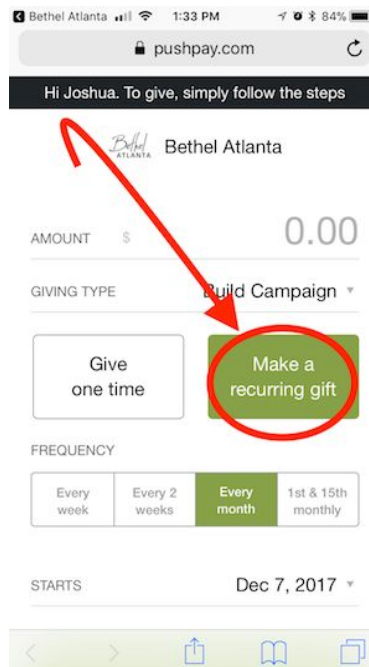 Bethel Atlanta 1:33 PM 84%
pushpay.com
Hi Joshua. To give, simply follow the steps
Bethel
ATLANTA
Bethel Atlanta
AMOUNT $ 0.00
GIVING TYPE Build Campaign
Give
one time
Make a
recurring gift
FREQUENCY
Every
week
Every 2
weeks
Every
month
1st & 15th
monthly
STARTS Dec 7, 2017